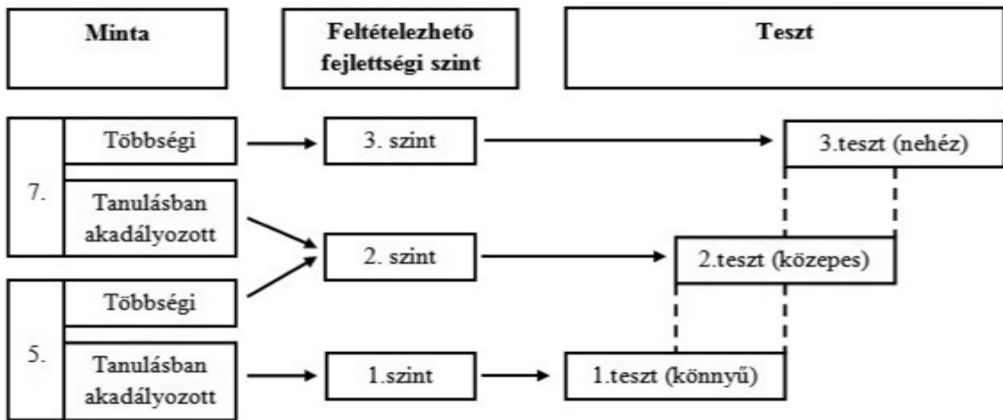 Minta
Feltételezhető
fejlettségi szint
Teszt
7.
Többségi
3. szint
3.teszt (nehéz)
Tanulásban
akadályozott
2. szint
2.teszt (közepes)
5.
Többségi
Tanulásban
akadályozott
1.szint
1.teszt (könnyű)